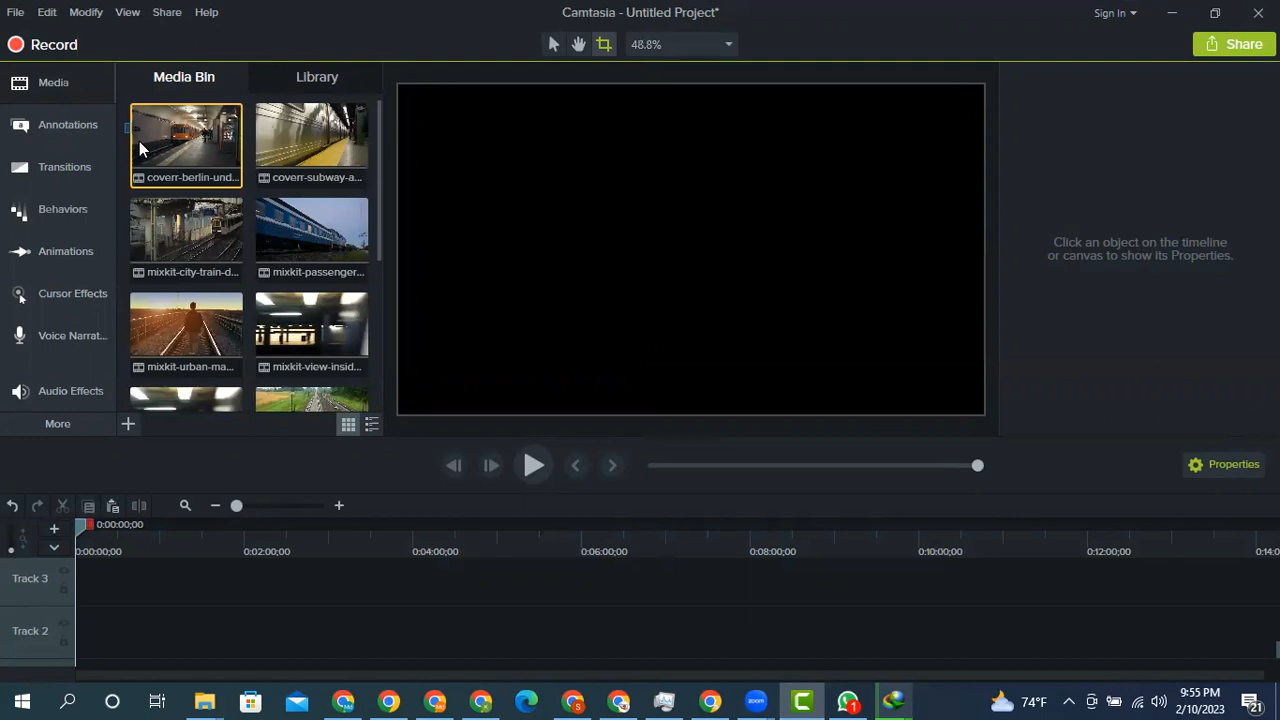 File Edit Modify View Share Help
Camtasia - Untitled Project*
Sign In
Record
48.8%
Share
Media
Annotations
Transitions
Behaviors
Animations
Cursor Effects
Voice Narrat...
Audio Effects
More
Media Bin
Library
coverr-berlin-und...
coverr-subway-a...
mixkit-city-train-d...
mixkit-passenger...
mixkit-urban-ma...
mixkit-view-insid...
Click an object on the timeline
or canvas to show its Properties.
Properties
0:00:00;00
0:00:00;00 0:02:00;00 0:04:00;00 0:06:00;00 0:08:00;00 0:10:00;00 0:12:00;00 0:14:0
Track 3
Track 2
zoom
74°F
9:55 PM
2/10/2023
21